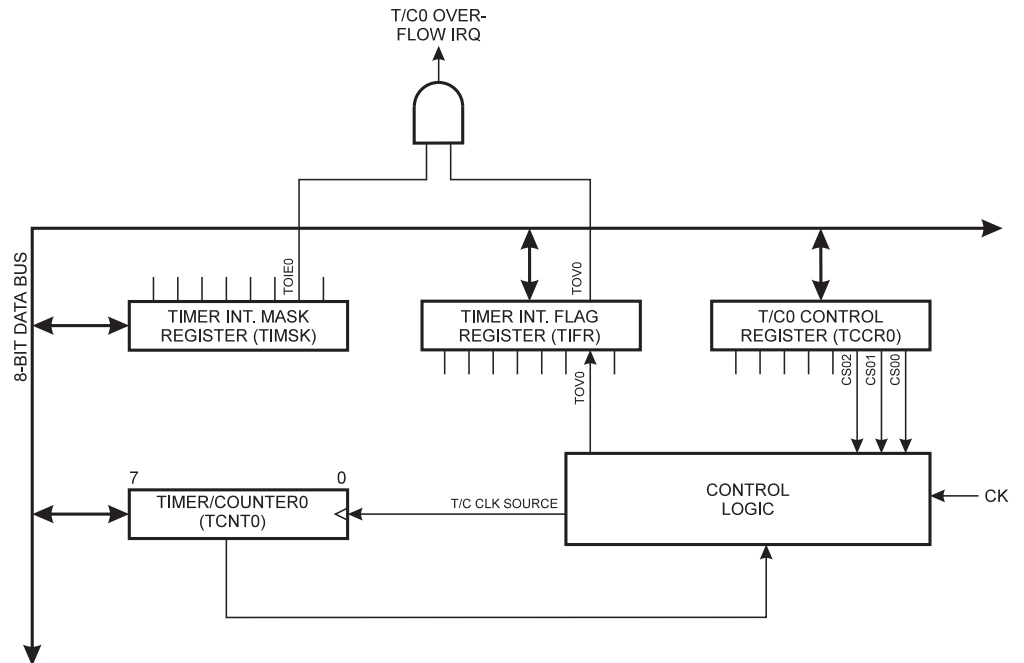 T/C0 OVER-
FLOW IRQ
8-BIT DATA BUS
TOIE0
TOV0
TIMER INT. MASK
REGISTER (TIMSK)
TIMER INT. FLAG
REGISTER (TIFR)
T/C0 CONTROL
REGISTER (TCCR0)
TOV0
CS02
CS01
CS00
7
0
TIMER/COUNTER0
(TCNT0)
T/C CLK SOURCE
CONTROL
LOGIC
CK